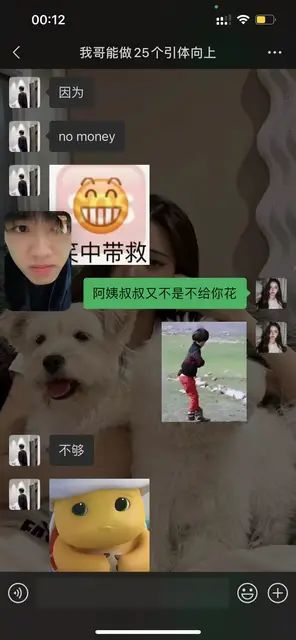 00:12
我哥能做25个引体向上
因为
no money
笑中带救
阿姨叔叔又不是不给你花
不够